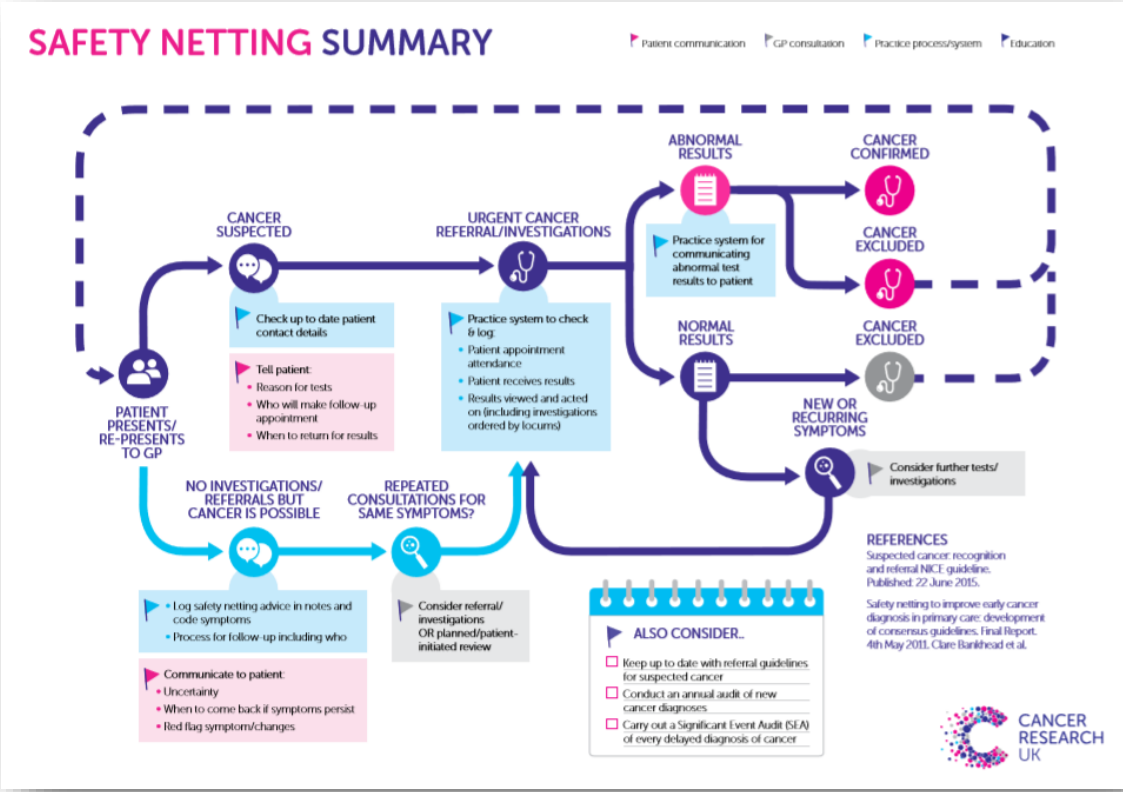 SAFETY NETTING SUMMARY
Patient communication
GP consultation
Practice process/system
Education
ABNORMAL
RESULTS
CANCER
CONFIRMED
CANCER
SUSPECTED
URGENT CANCER
REFERRAL/INVESTIGATIONS
CANCER
EXCLUDED
Practice system for
communicating
abnormal test
results to patient
Check up to date patient
contact details
Tell patient:
• Reason for tests
• Who will make follow-up
appointment
• When to return for results
Practice system to check
& log:
• Patient appointment
attendance
• Patient receives results
• Results viewed and acted
on (including investigations
ordered by locums)
NORMAL
RESULTS
CANCER
EXCLUDED
PATIENT
PRESENTS/
RE-PRESENTS
TO GP
NEW OR
RECURRING
SYMPTOMS
Consider further tests/
investigations
NO INVESTIGATIONS/
REFERRALS BUT
CANCER IS POSSIBLE
REPEATED
CONSULTATIONS FOR
SAME SYMPTOMS?
• Log safety netting advice in notes and
code symptoms
• Process for follow-up including who
Communicate to patient:
• Uncertainty
• When to come back if symptoms persist
• Red flag symptom/changes
Consider referral/
investigations
OR planned/patient-
initiated review
ALSO CONSIDER..
Keep up to date with referral guidelines
for suspected cancer
Conduct an annual audit of new
cancer diagnoses
Carry out a Significant Event Audit (SEA)
of every delayed diagnosis of cancer
REFERENCES
Suspected cancer: recognition
and referral NICE guideline.
Published: 22 June 2015.
Safety netting to improve early cancer
diagnosis in primary care: development
of consensus guidelines. Final Report.
4th May 2011. Clare Bankhead et al.
CANCER
RESEARCH
UK